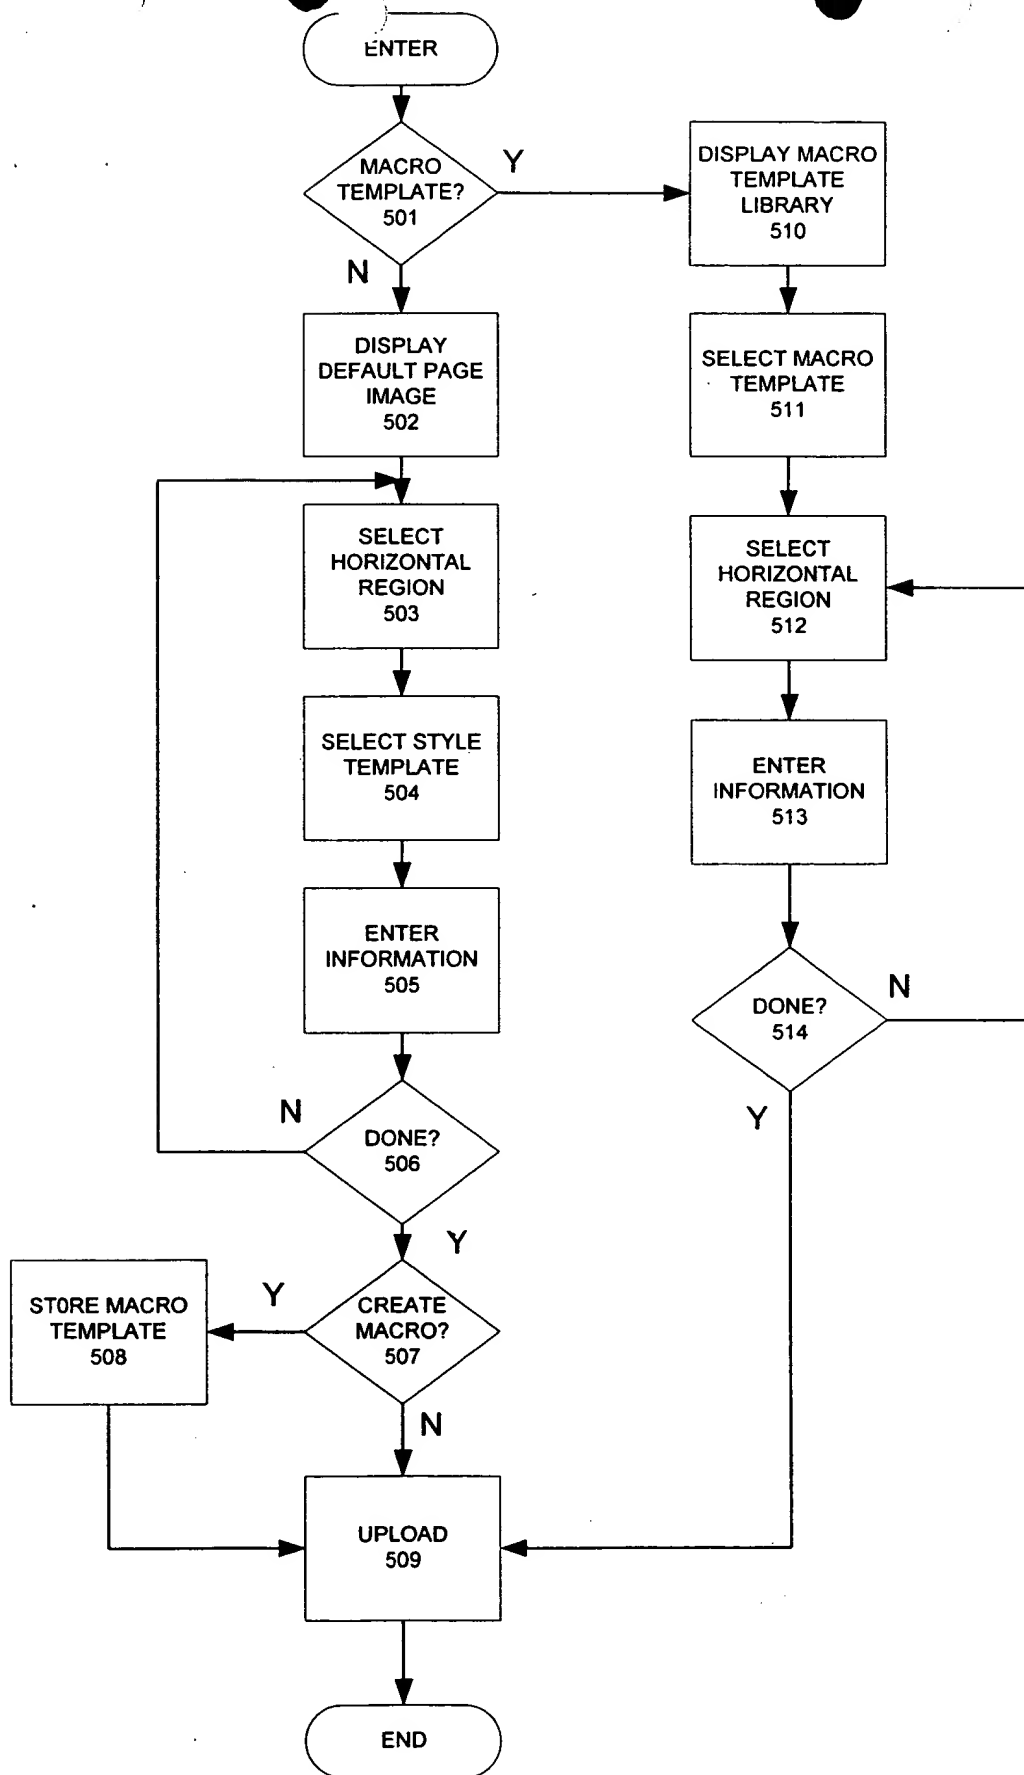 ENTER
MACRO
TEMPLATE?
501
Y
N
DISPLAY MACRO
TEMPLATE
LIBRARY
510
DISPLAY
DEFAULT PAGE
IMAGE
502
SELECT MACRO
TEMPLATE
511
SELECT
HORIZONTAL
REGION
503
SELECT
HORIZONTAL
REGION
512
SELECT STYLE
TEMPLATE
504
ENTER
INFORMATION
513
ENTER
INFORMATION
505
DONE?
514
N
Y
DONE?
506
N
Y
CREATE
MACRO?
507
Y
N
STORE MACRO
TEMPLATE
508
UPLOAD
509
END